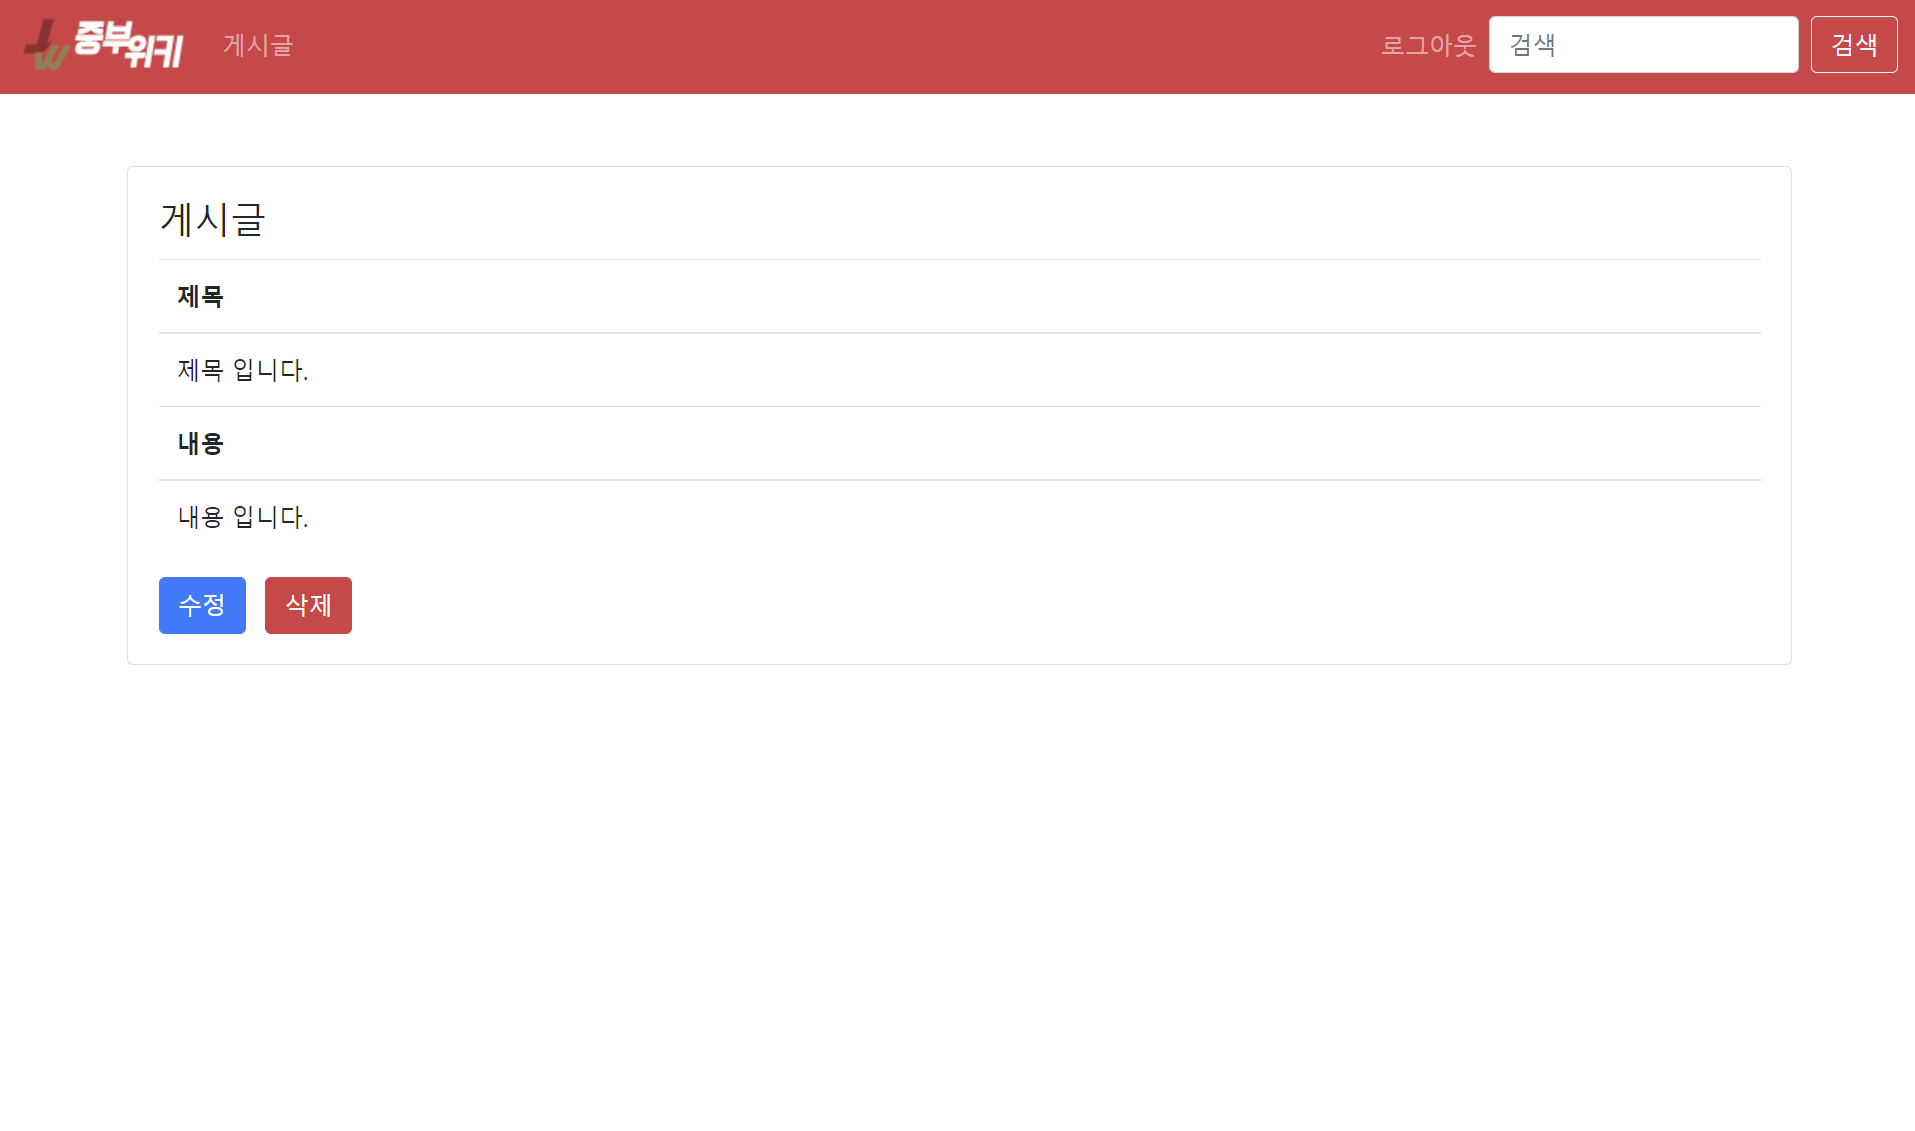 중부위키 게시글 로그아웃 검색 검색
게시글
제목
제목 입니다.
내용
내용 입니다.
수정 삭제